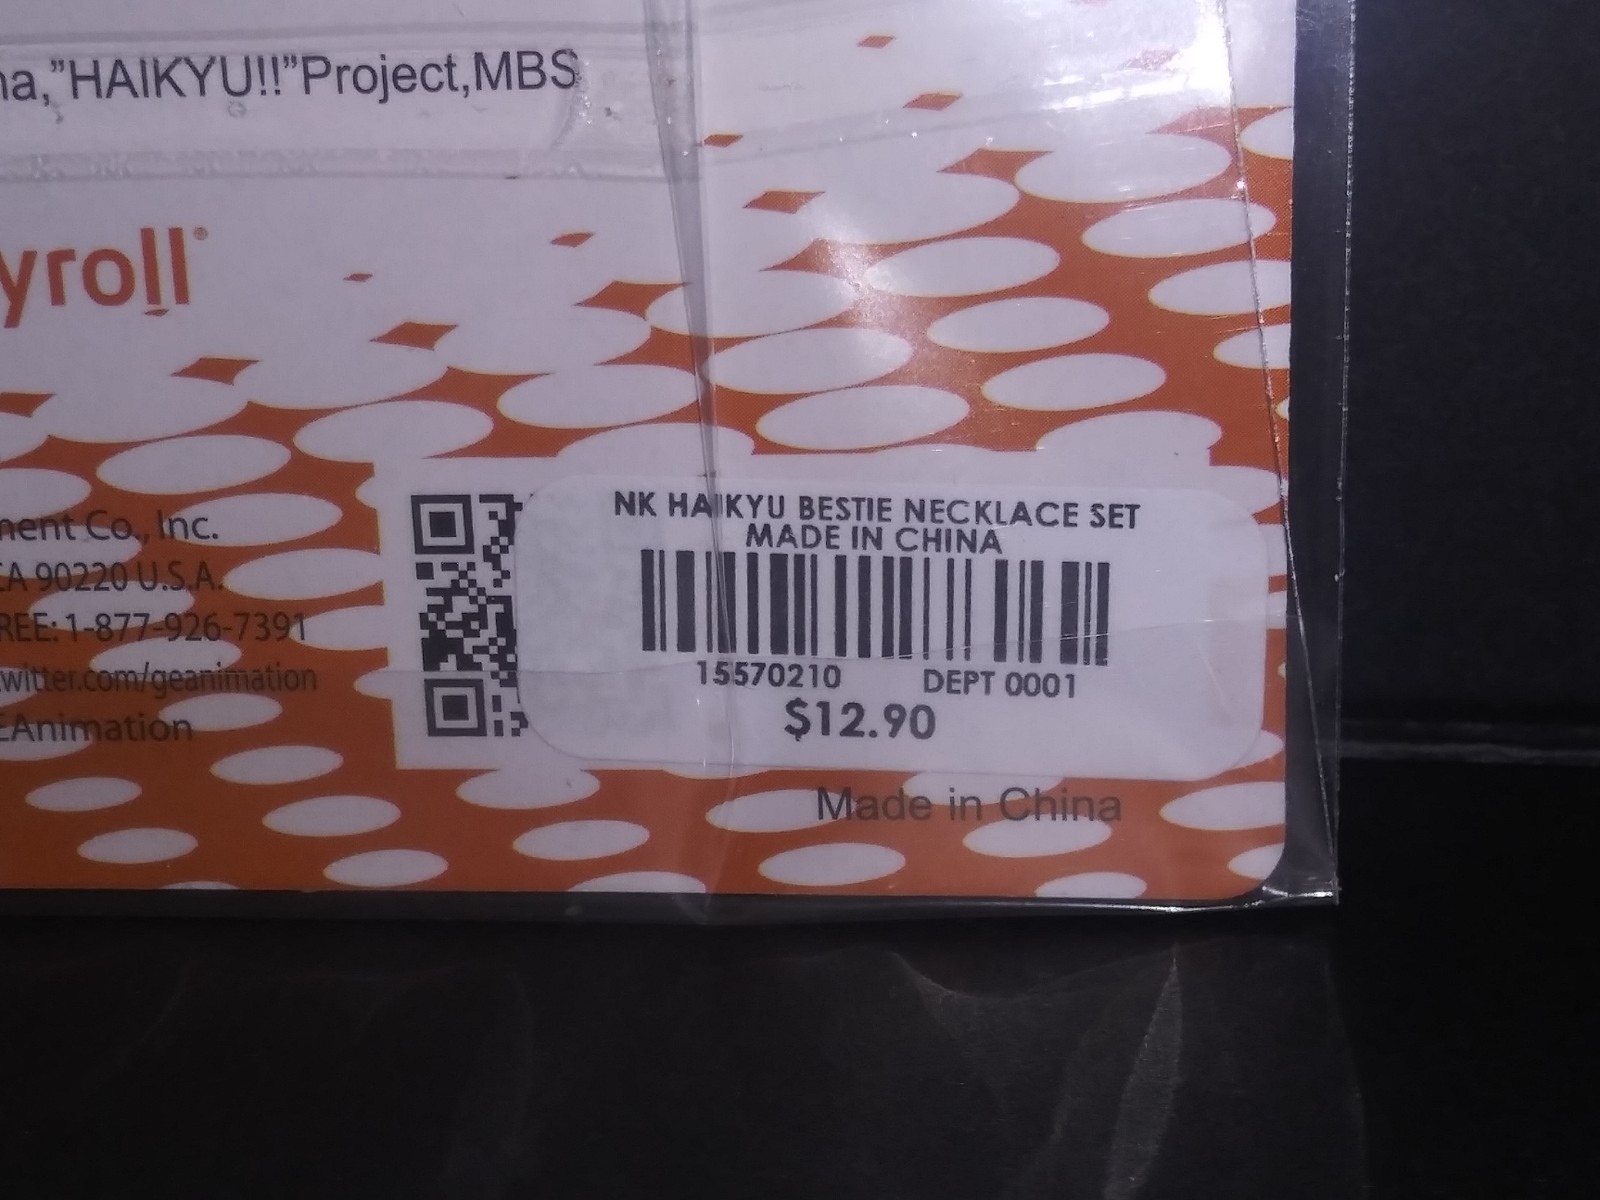 na,”HAIKYU!!”Project,MBS
yroll®
ment Co., Inc.
CA 90220 U.S.A.
REE: 1-877-926-7391
twitter.com/geanimation
EAnimation
NK HAIKYU BESTIE NECKLACE SET
MADE IN CHINA
15570210 DEPT 0001
$12.90
Made in China